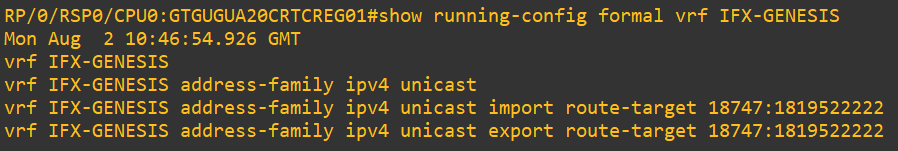 RP/0/RSP0/CPU0:GTGUGUA20CRTCREG01#show running-config formal vrf IFX-GENESIS
Mon Aug  2 10:46:54.926 GMT
vrf IFX-GENESIS
vrf IFX-GENESIS address-family ipv4 unicast
vrf IFX-GENESIS address-family ipv4 unicast import route-target 18747:1819522222
vrf IFX-GENESIS address-family ipv4 unicast export route-target 18747:1819522222